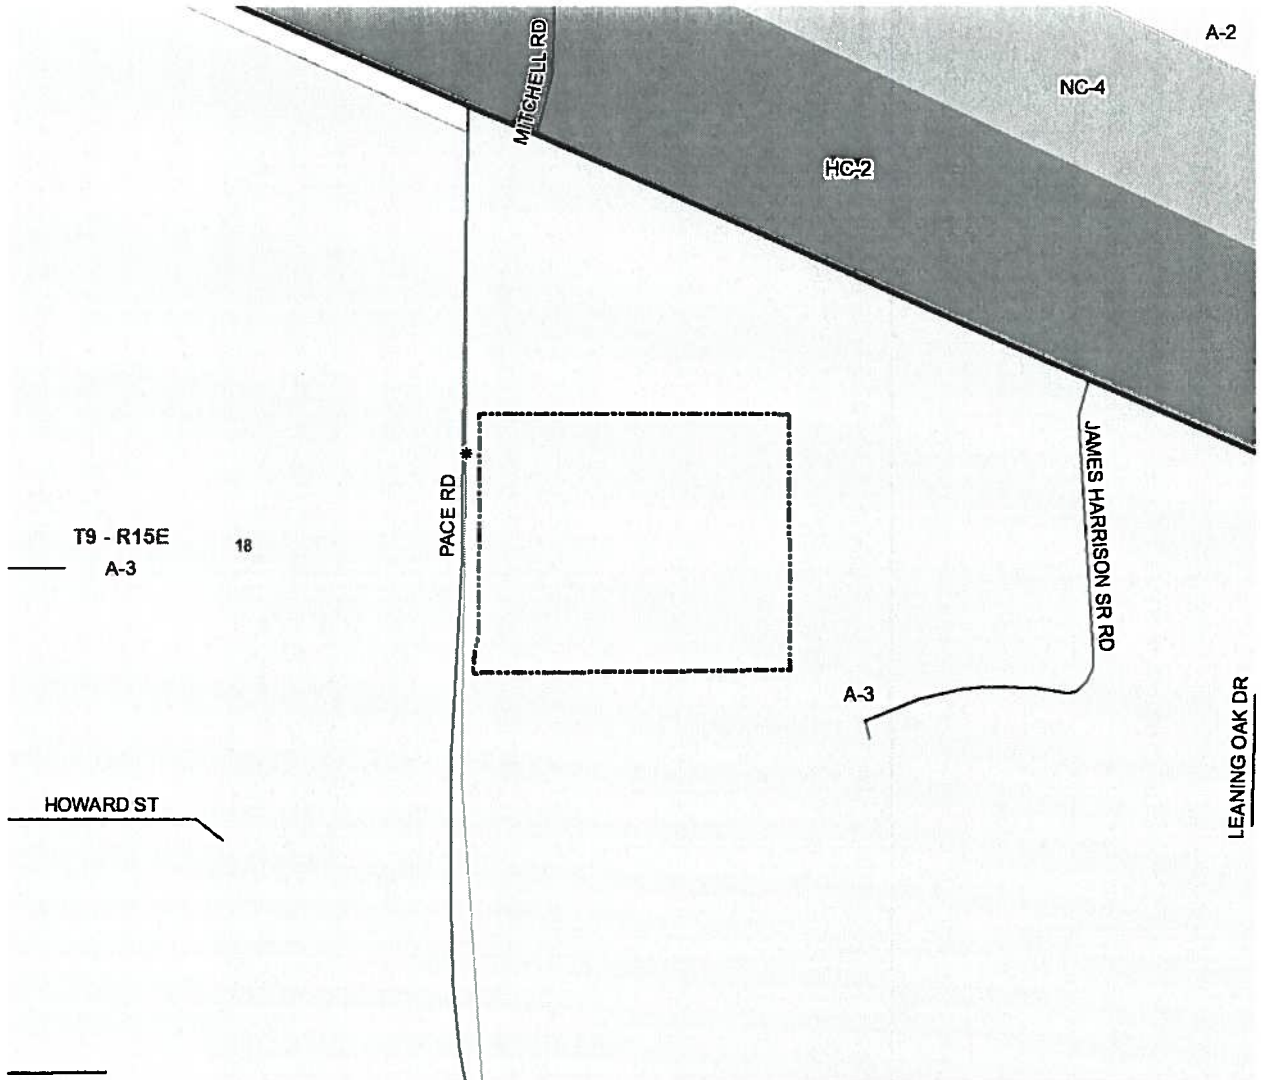 A-2
MITCHELL RD
NC-4
HC-2
JAMES HARRISON SR RD
PACE RD
T9 - R15E
18
A-3
A-3
LEANING OAK DR
HOWARD ST